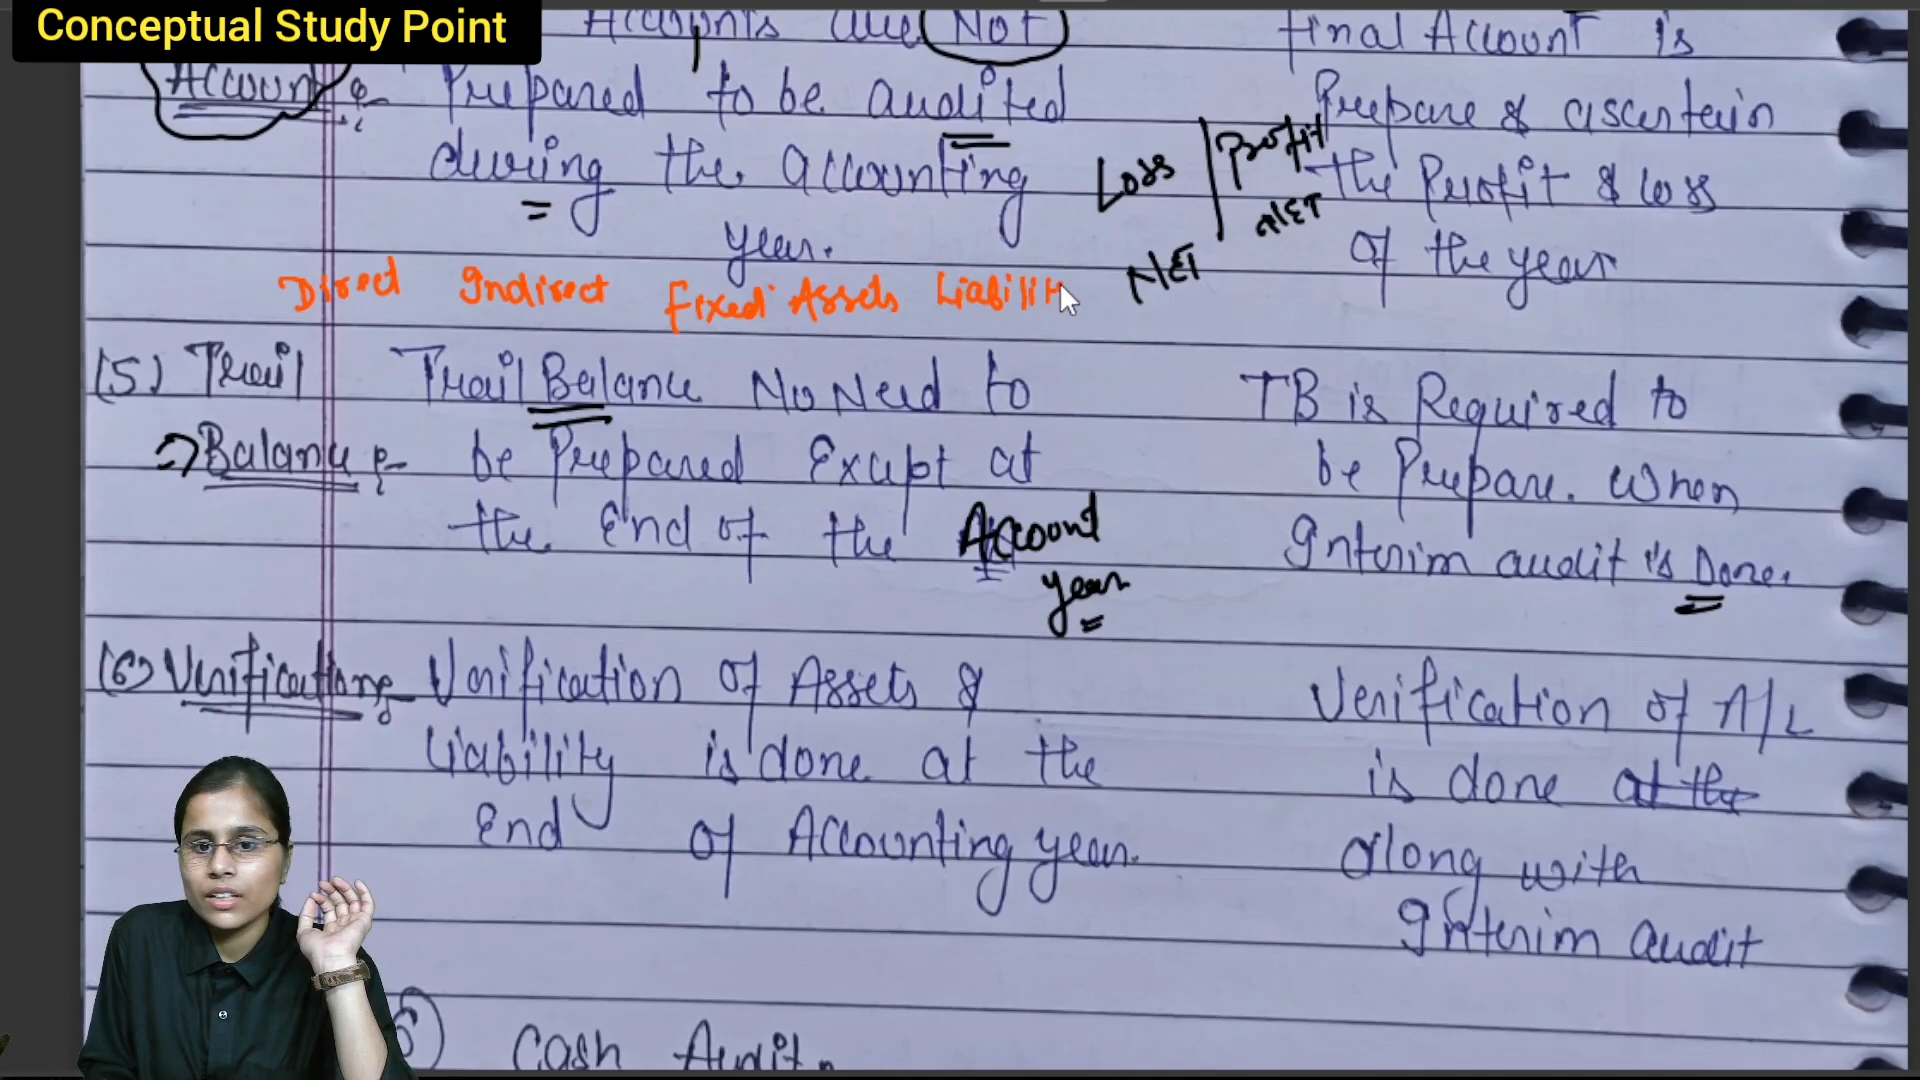 Conceptual Study Point
Accounts are Not
final Account is
Account :-
Prepared to be audited
Prepare & ascertain
during the accounting
Loss | Profit
the Profit & loss
year.
NET NET
of the year
Direct Indirect Fixed Assets Liabilit
(5) Trail Trail Balance No Need to
TB is Required to
=> Balance :- be Prepared Except at
be Prepare. When
the End of the Account
Interim audit is Done.
year
(6) Verification :- Verification of Assets &
Verification of A/L
Liability is done at the
is done at the
End of Accounting year.
along with
Interim audit
Cash Audit